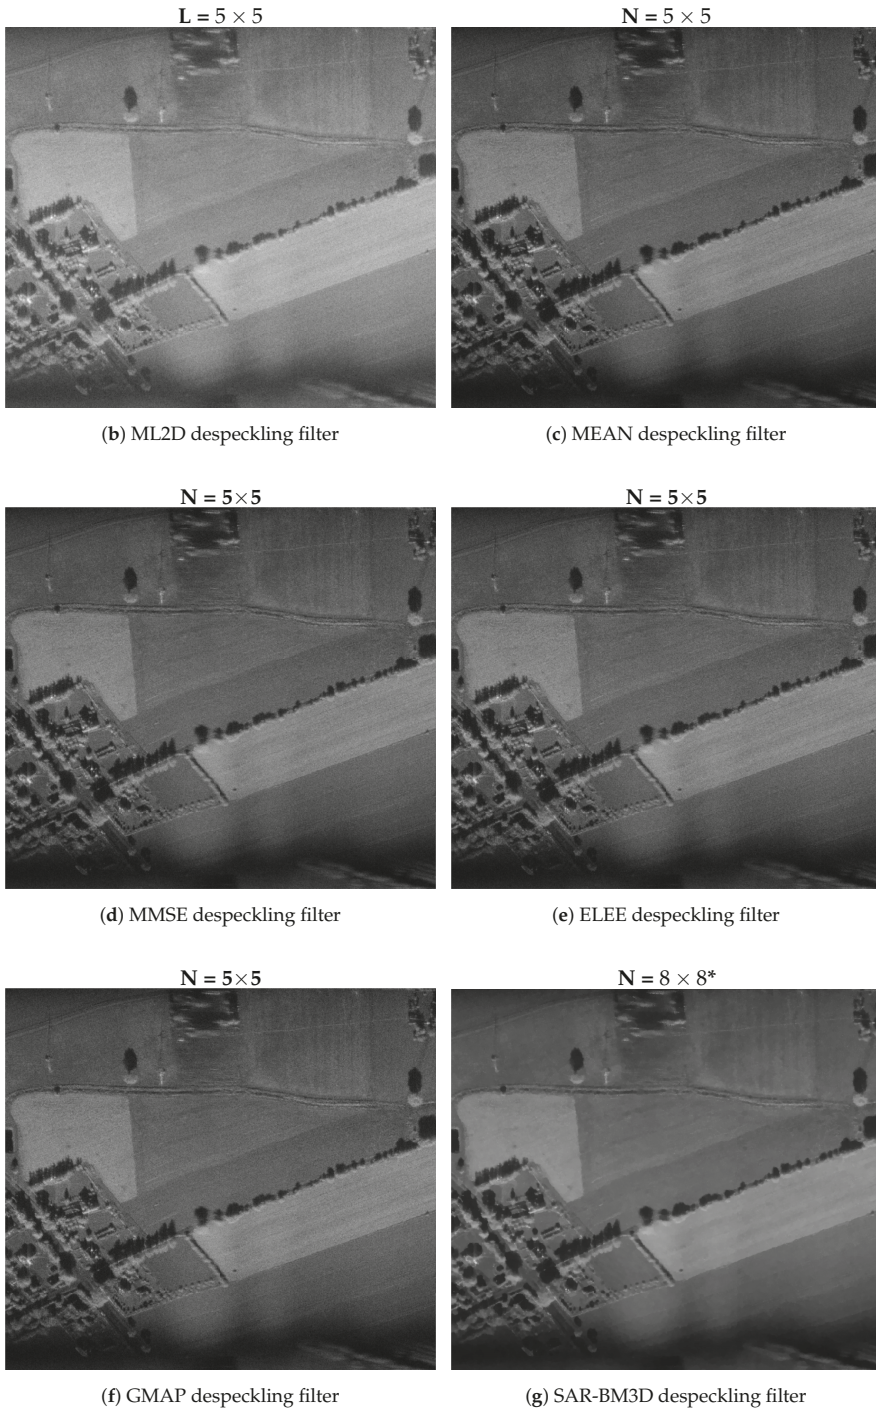 L = 5 × 5
N = 5 × 5
(b) ML2D despeckling filter
(c) MEAN despeckling filter
N = 5×5
N = 5×5
(d) MMSE despeckling filter
(e) ELEE despeckling filter
N = 5×5
N = 8 × 8*
(f) GMAP despeckling filter
(g) SAR-BM3D despeckling filter